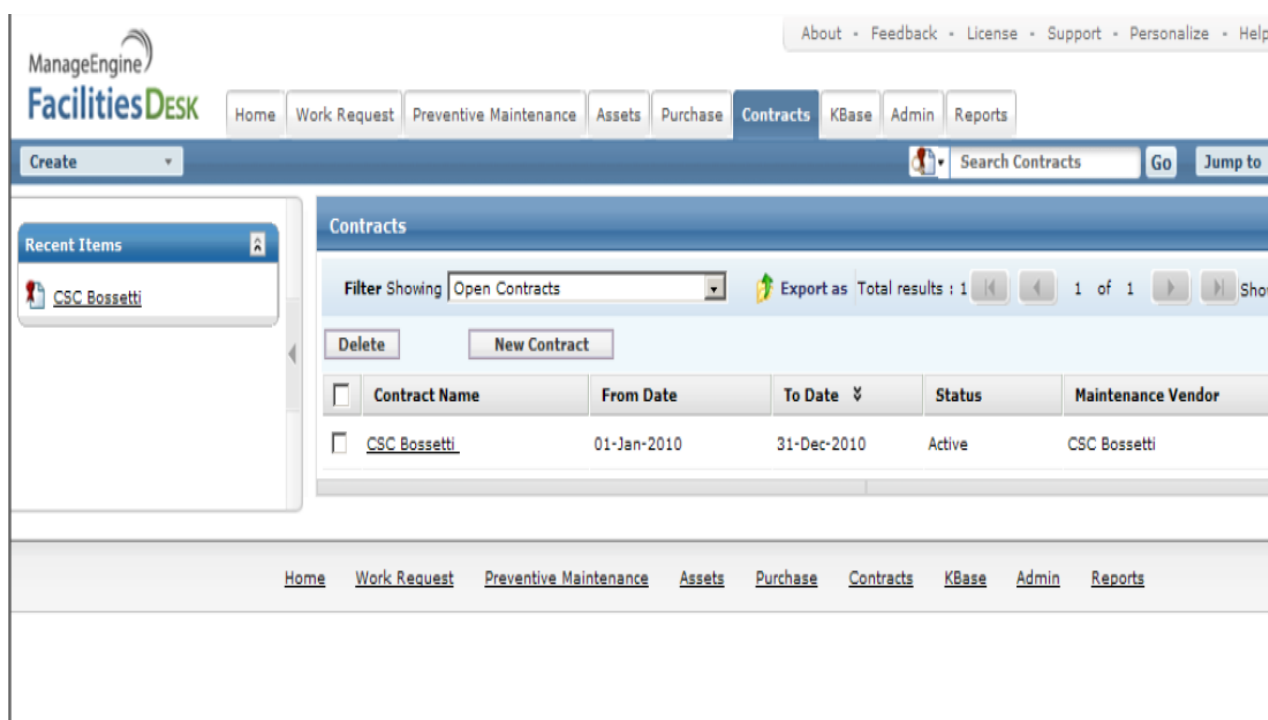 About - Feedback - License - Support - Personalize - Help
ManageEngine
FacilitiesDesk
Home Work Request Preventive Maintenance Assets Purchase Contracts KBase Admin Reports
Create Search Contracts Go Jump to
Contracts
Recent Items
CSC Bossetti
Filter Showing Open Contracts Export as Total results : 1 1 of 1
Delete New Contract
Contract Name From Date To Date Status Maintenance Vendor
CSC Bossetti 01-Jan-2010 31-Dec-2010 Active CSC Bossetti
Home Work Request Preventive Maintenance Assets Purchase Contracts KBase Admin Reports